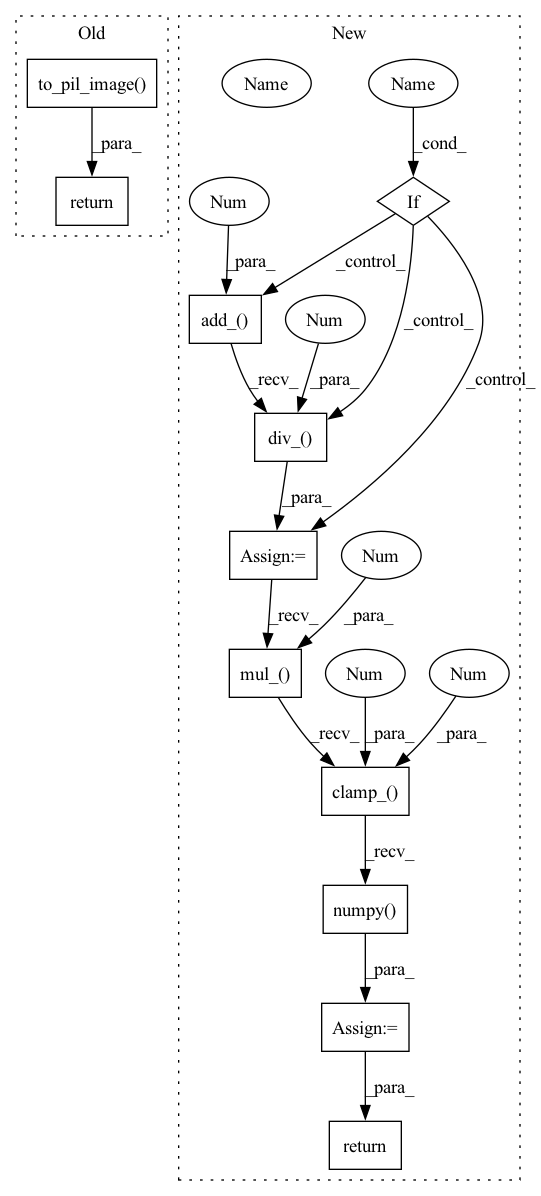 Old
New
to_pil_image()
Name
Name
_para_
_cond_
return
Num
If
_para_
_control_
add_()
Num
_control_
_recv_
_para_
_control_
div_()
_para_
Assign:=
Num
_recv_
_para_
mul_()
Num
Num
_recv_
_para_
_para_
clamp_()
_recv_
numpy()
_para_
Assign:=
_para_
return